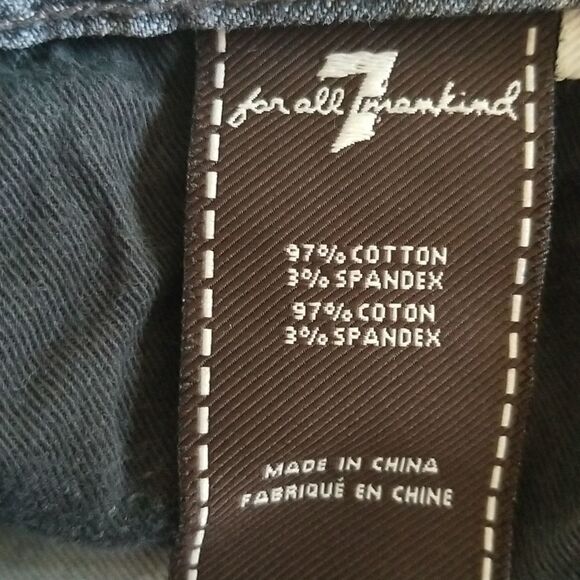 for all 7 mankind
97% COTTON
3% SPANDEX
97% COTON
3% SPANDEX
MADE IN CHINA
FABRIQUÉ EN CHINE